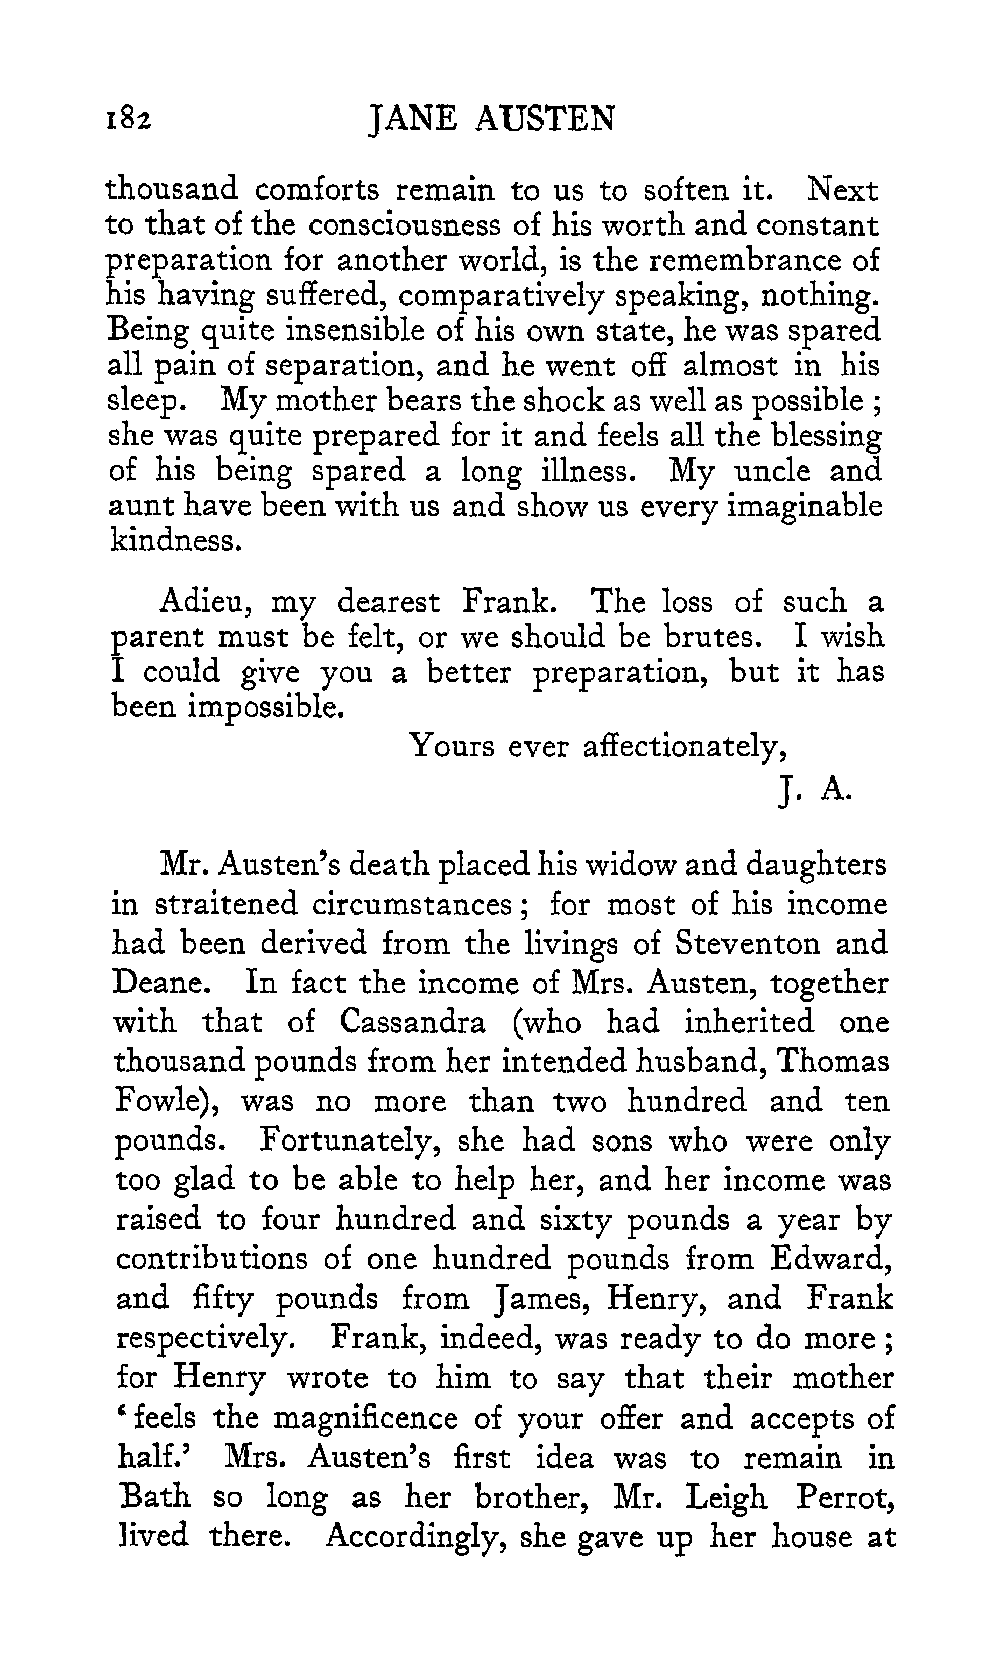 182 JANE AUSTEN
thousand comforts remain to us to soften it. Next
to that of the consciousness of his worth and constant
preparation for another world, is the remembrance of
his having suffered, comparatively speaking, nothing.
Being quite insensible of his own state, he was spared
all pain of separation, and he went off almost in his
sleep. My mother bears the shock as well as possible ;
she was quite prepared for it and feels all the blessing
of his being spared a long illness. My uncle and
aunt have been with us and show us every imaginable
kindness.
Adieu, my dearest Frank. The loss of such a
parent must be felt, or we should be brutes. I wish
I could give you a better preparation, but it has
been impossible.
Yours ever affectionately,
J. A.
Mr. Austen's death placed his widow and daughters
in straitened circumstances ; for most of his income
had been derived from the livings of Steventon and
Deane. In fact the income of Mrs. Austen, together
with that of Cassandra (who had inherited one
thousand pounds from her intended husband, Thomas
Fowle), was no more than two hundred and ten
pounds. Fortunately, she had sons who were only
too glad to be able to help her, and her income was
raised to four hundred and sixty pounds a year by
contributions of one hundred pounds from Edward,
and fifty pounds from James, Henry, and Frank
respectively. Frank, indeed, was ready to do more ;
for Henry wrote to him to say that their mother
‘ feels the magnificence of your offer and accepts of
half.’ Mrs. Austen's first idea was to remain in
Bath so long as her brother, Mr. Leigh Perrot,
lived there. Accordingly, she gave up her house at